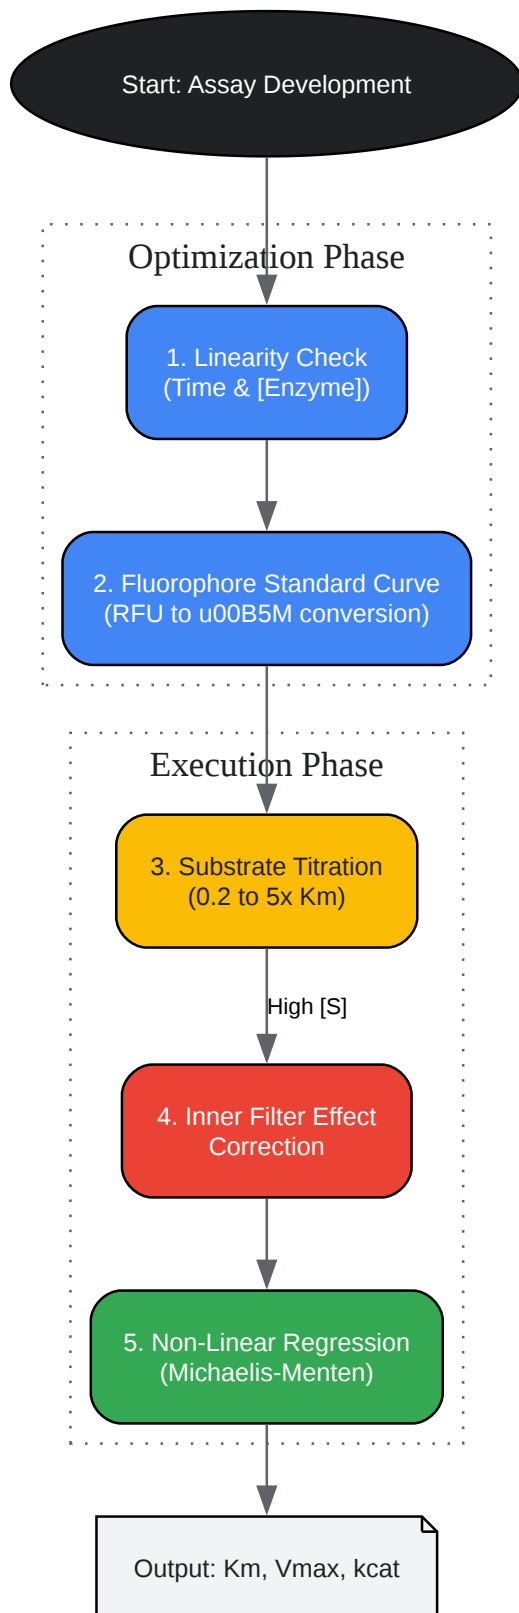 Start: Assay Development
Optimization Phase
1. Linearity Check
(Time & [Enzyme])
2. Fluorophore Standard Curve
(RFU to u00B5M conversion)
Execution Phase
3. Substrate Titration
(0.2 to 5x Km)
High [S]
4. Inner Filter Effect
Correction
5. Non-Linear Regression
(Michaelis-Menten)
Output: Km, Vmax, kcat